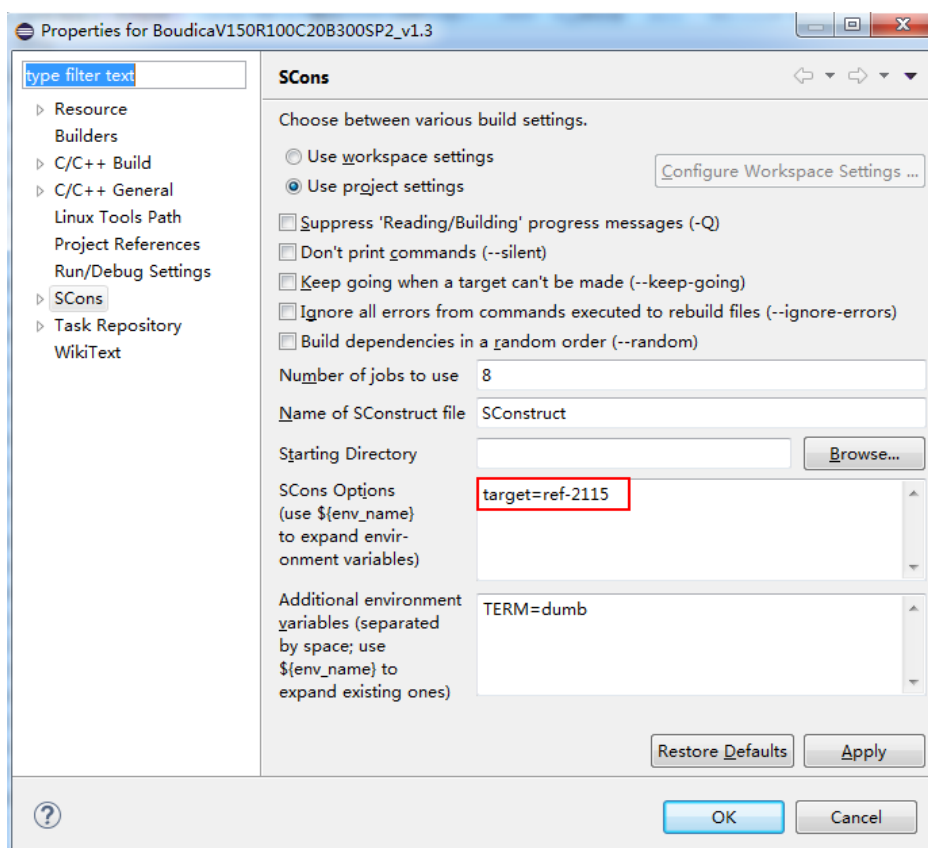 Properties for BoudicaV150R100C20B300SP2_v1.3
type filter text
Resource
Builders
C/C++ Build
C/C++ General
Linux Tools Path
Project References
Run/Debug Settings
SCons
Task Repository
WikiText
SCons
Choose between various build settings.
Use workspace settings
Configure Workspace Settings ...
Use project settings
Suppress 'Reading/Building' progress messages (-Q)
Don't print commands (--silent)
Keep going when a target can't be made (--keep-going)
Ignore all errors from commands executed to rebuild files (--ignore-errors)
Build dependencies in a random order (--random)
Number of jobs to use 8
Name of SConstruct file SConstruct
Starting Directory
Browse...
SCons Options
(use ${env_name}
to expand envir-
onment variables)
target=ref-2115
Additional environment
variables (separated
by space; use
${env_name} to
expand existing ones)
TERM=dumb
Restore Defaults
Apply
OK
Cancel